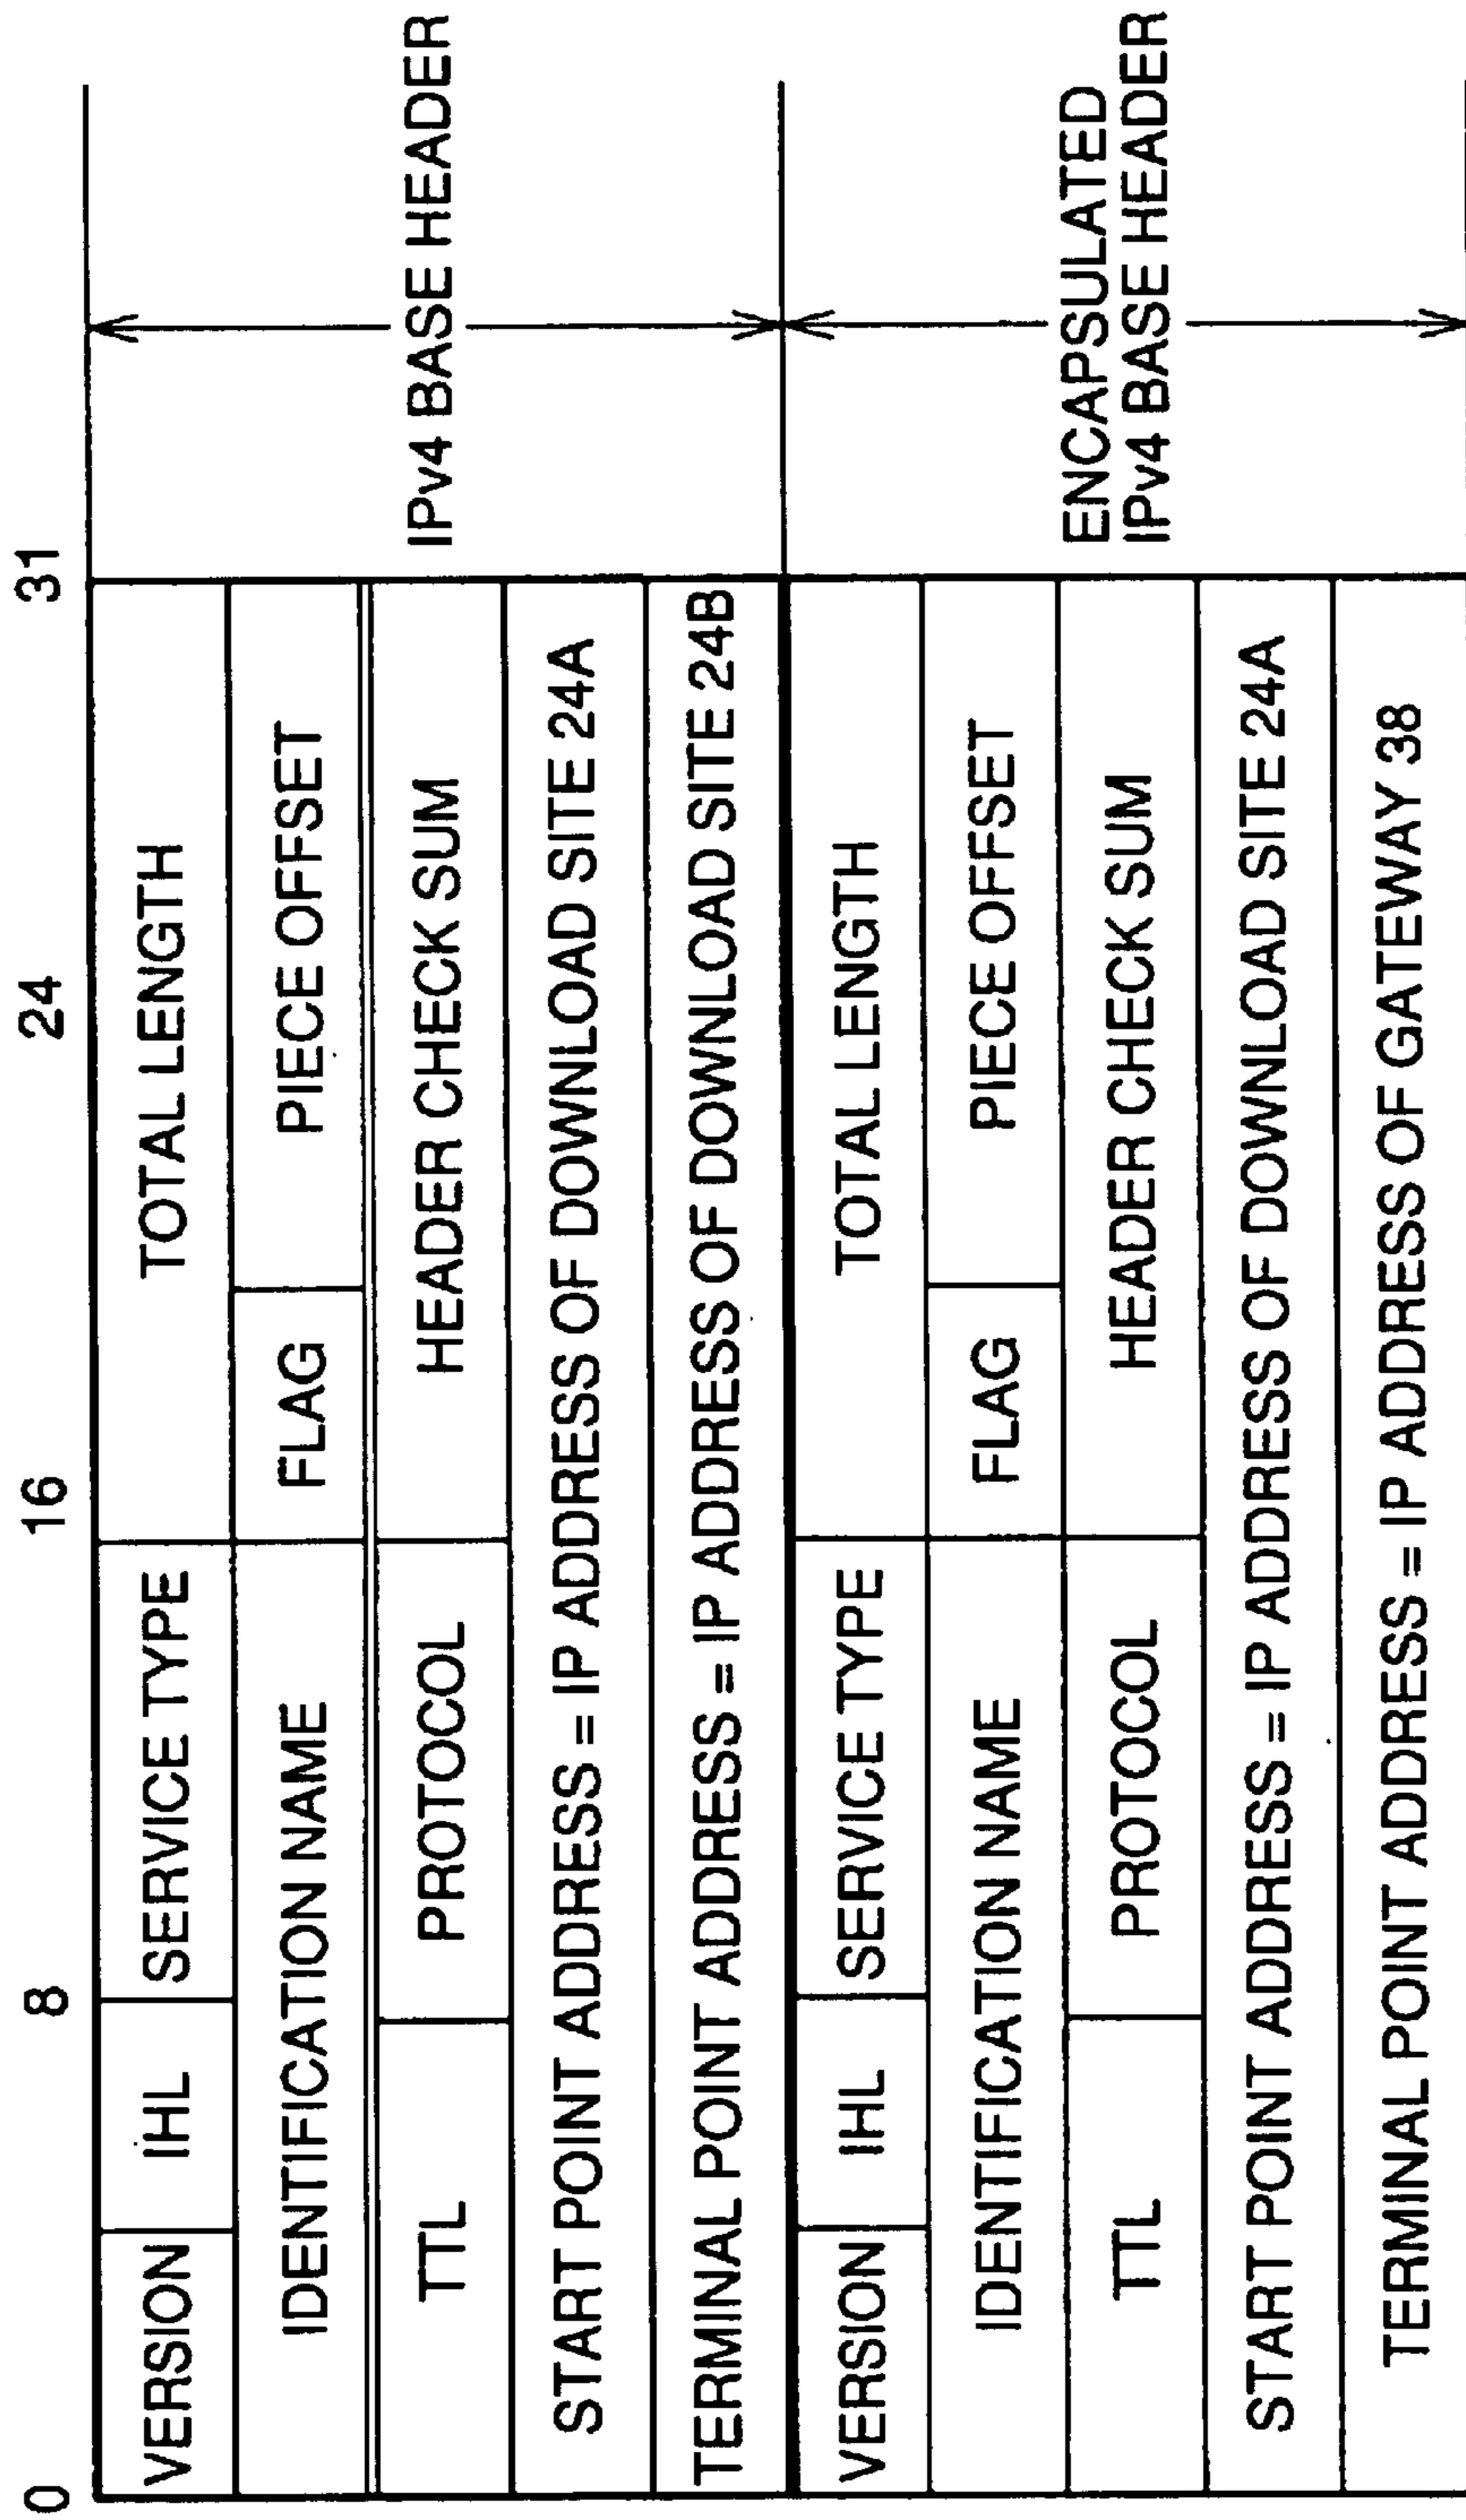 0 8 16 24 31
VERSION IHL SERVICE TYPE TOTAL LENGTH
IDENTIFICATION NAME FLAG PIECE OFFSET
TTL PROTOCOL HEADER CHECK SUM
START POINT ADDRESS = IP ADDRESS OF DOWNLOAD SITE 24A
TERMINAL POINT ADDRESS = IP ADDRESS OF DOWNLOAD SITE 24B
IPv4 BASE HEADER
VERSION IHL SERVICE TYPE TOTAL LENGTH
IDENTIFICATION NAME FLAG PIECE OFFSET
TTL PROTOCOL HEADER CHECK SUM
START POINT ADDRESS = IP ADDRESS OF DOWNLOAD SITE 24A
TERMINAL POINT ADDRESS = IP ADDRESS OF GATEWAY 38
ENCAPSULATED
IPv4 BASE HEADER